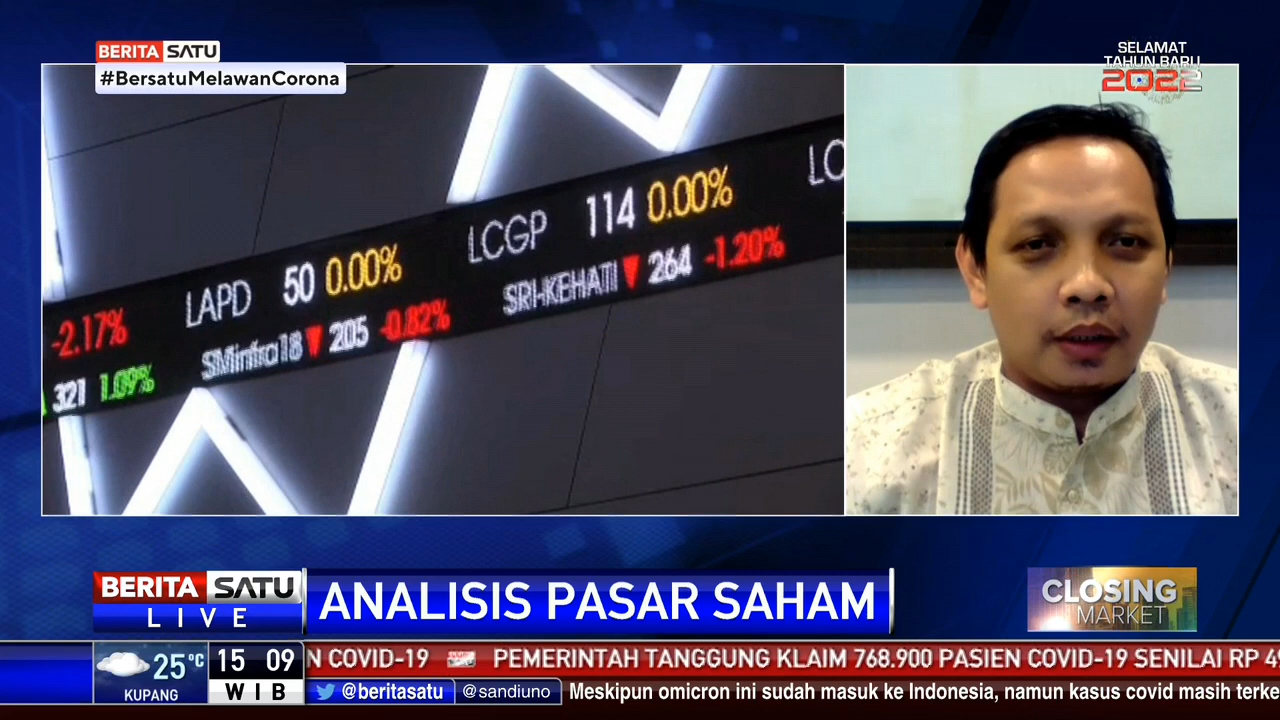 BERITA SATU
#BersatuMelawanCorona
SELAMAT
TAHUN BARU
2022
LCGP 114 0.00%
LAPD 50 0.00%
-2.17%
SRI-KEHATI ▼ 264 -1.20%
SMinfra18 ▼ 205 -0.82%
321 1.09%
LC
BERITA SATU
LIVE
ANALISIS PASAR SAHAM
CLOSING
MARKET
25°C
KUPANG
15 09
WIB
N COVID-19 PEMERINTAH TANGGUNG KLAIM 768.900 PASIEN COVID-19 SENILAI RP 49
@beritasatu @sandiuno Meskipun omicron ini sudah masuk ke Indonesia, namun kasus covid masih terke